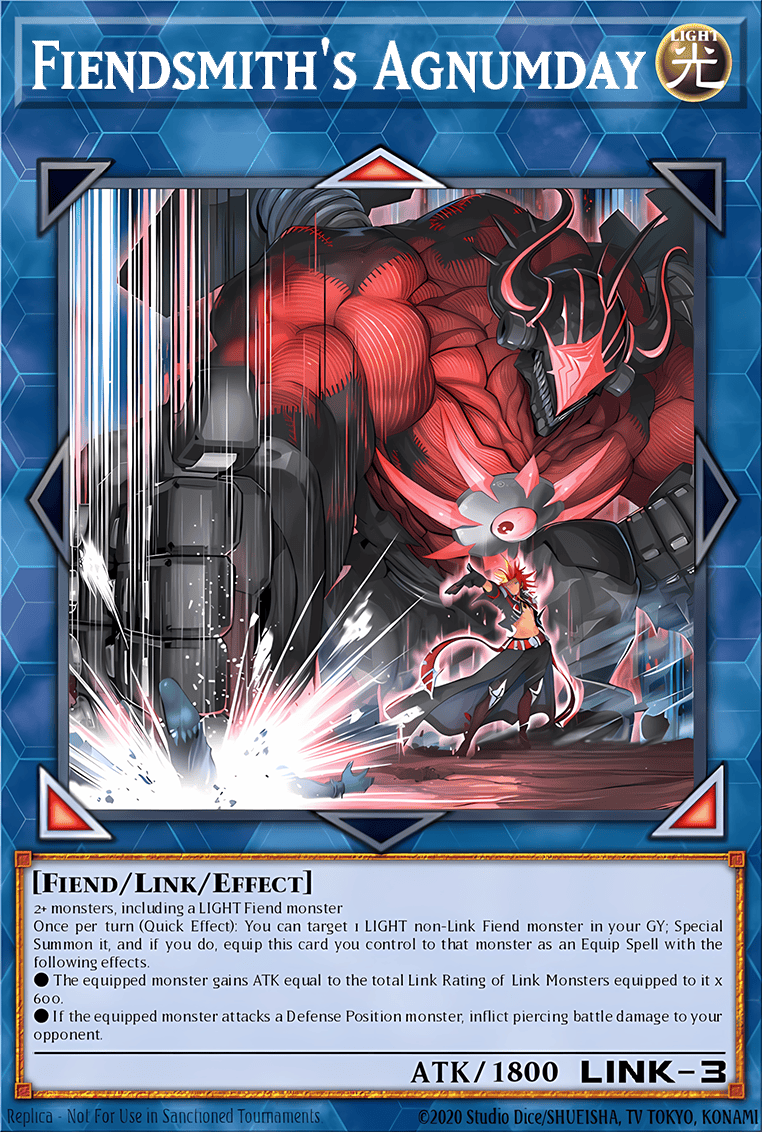 FIENDSMITH'S AGNUMDAY
LIGHT
光
[FIEND/LINK/EFFECT]
2+ monsters, including a LIGHT Fiend monster
Once per turn (Quick Effect): You can target 1 LIGHT non-Link Fiend monster in your GY; Special
Summon it, and if you do, equip this card you control to that monster as an Equip Spell with the
following effects.
● The equipped monster gains ATK equal to the total Link Rating of Link Monsters equipped to it x
600.
● If the equipped monster attacks a Defense Position monster, inflict piercing battle damage to your
opponent.
ATK/1800 LINK-3
Replica - Not For Use in Sanctioned Tournaments ©2020 Studio Dice/SHUEISHA, TV TOKYO, KONAMI